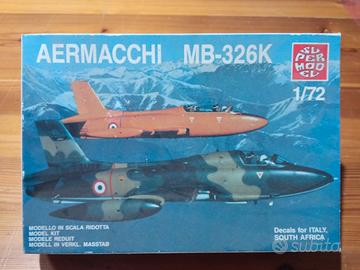 AERMACCHI MB-326K
SUPER MODEL
1/72
MODELLO IN SCALA RIDOTTA
MODEL KIT
MODELE REDUIT
MODELL IN VERKL. MASSTAB
Decals for ITALY,
SOUTH AFRICA
subito